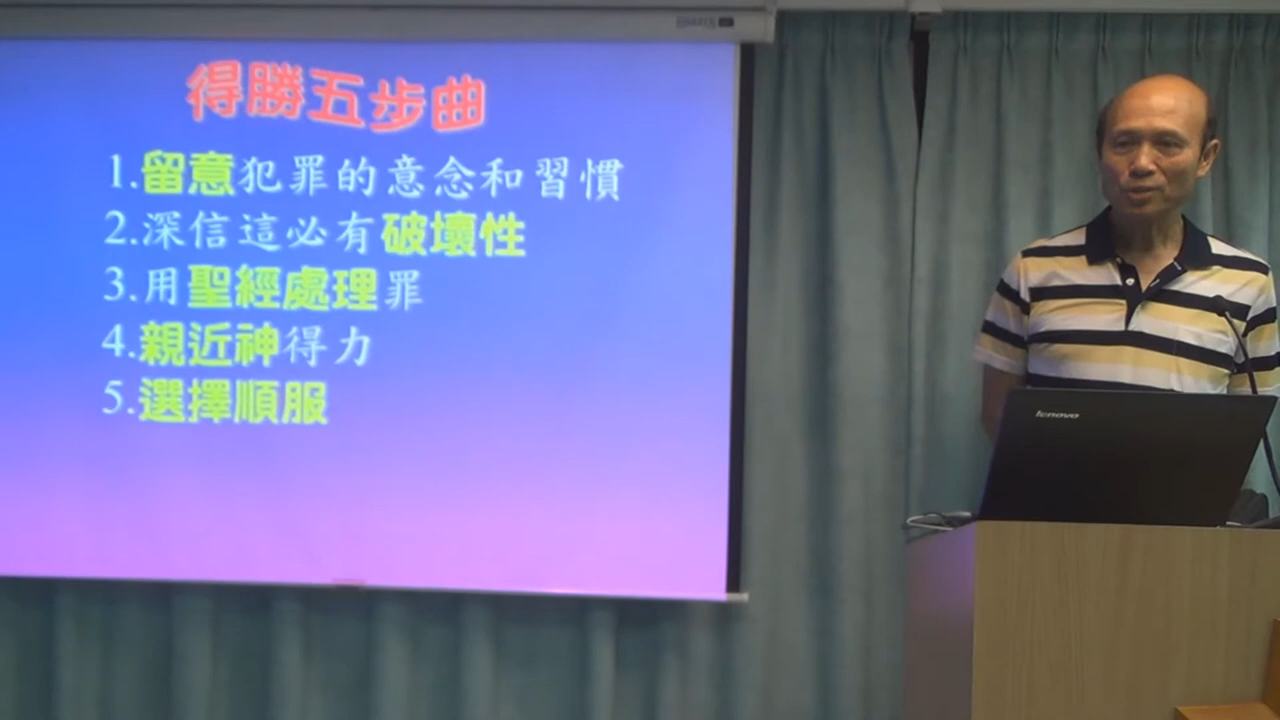 得勝五步曲
1.留意犯罪的意念和習慣
2.深信這必有破壞性
3.用聖經處理罪
4.親近神得力
5.選擇順服
lenovo